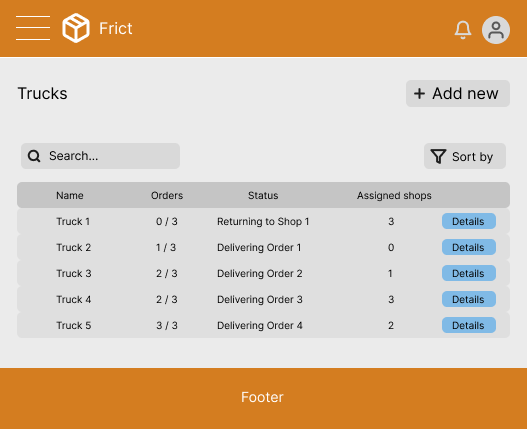 Frict
Trucks
+ Add new
Search...
Sort by
Name Orders Status Assigned shops
Truck 1 0 / 3 Returning to Shop 1 3 Details
Truck 2 1 / 3 Delivering Order 1 0 Details
Truck 3 2 / 3 Delivering Order 2 1 Details
Truck 4 2 / 3 Delivering Order 3 3 Details
Truck 5 3 / 3 Delivering Order 4 2 Details
Footer